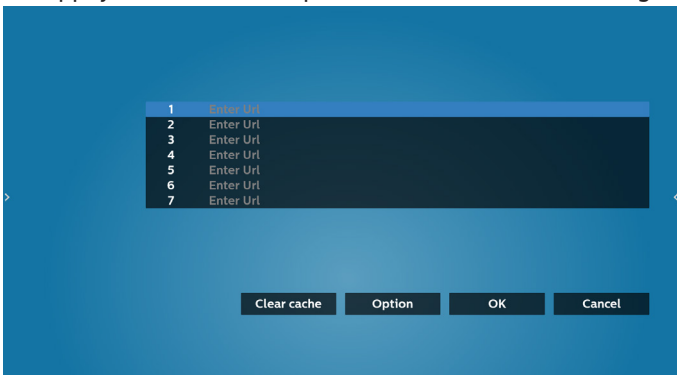 1 Enter Url
2 Enter Url
3 Enter Url
4 Enter Url
5 Enter Url
6 Enter Url
7 Enter Url
Clear cache Option OK Cancel